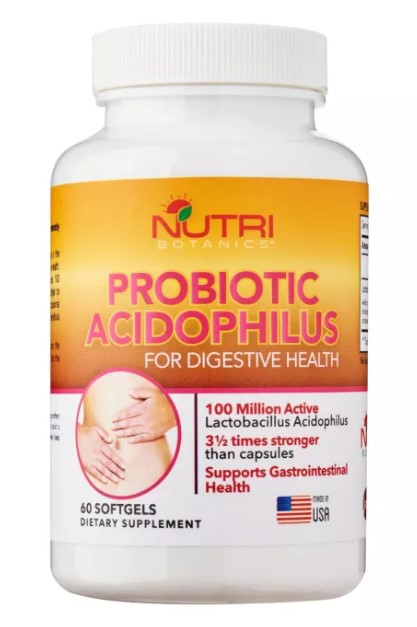 NUTRI
BOTANICS
PROBIOTIC
ACIDOPHILUS
FOR DIGESTIVE HEALTH
100 Million Active
Lactobacillus Acidophilus
3½ times stronger
than capsules
Supports Gastrointestinal
Health
60 SOFTGELS
DIETARY SUPPLEMENT
MADE IN
USA